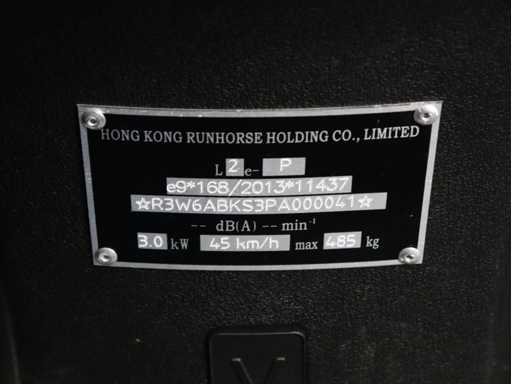 HONG KONG RUNHORSE HOLDING CO., LIMITED
L 2 e- P
e9*168/2013*11437
☆R3W6ABKS3PA000041☆
-- dB(A) -- min⁻¹
3.0 kW 45 km/h max 485 kg
V